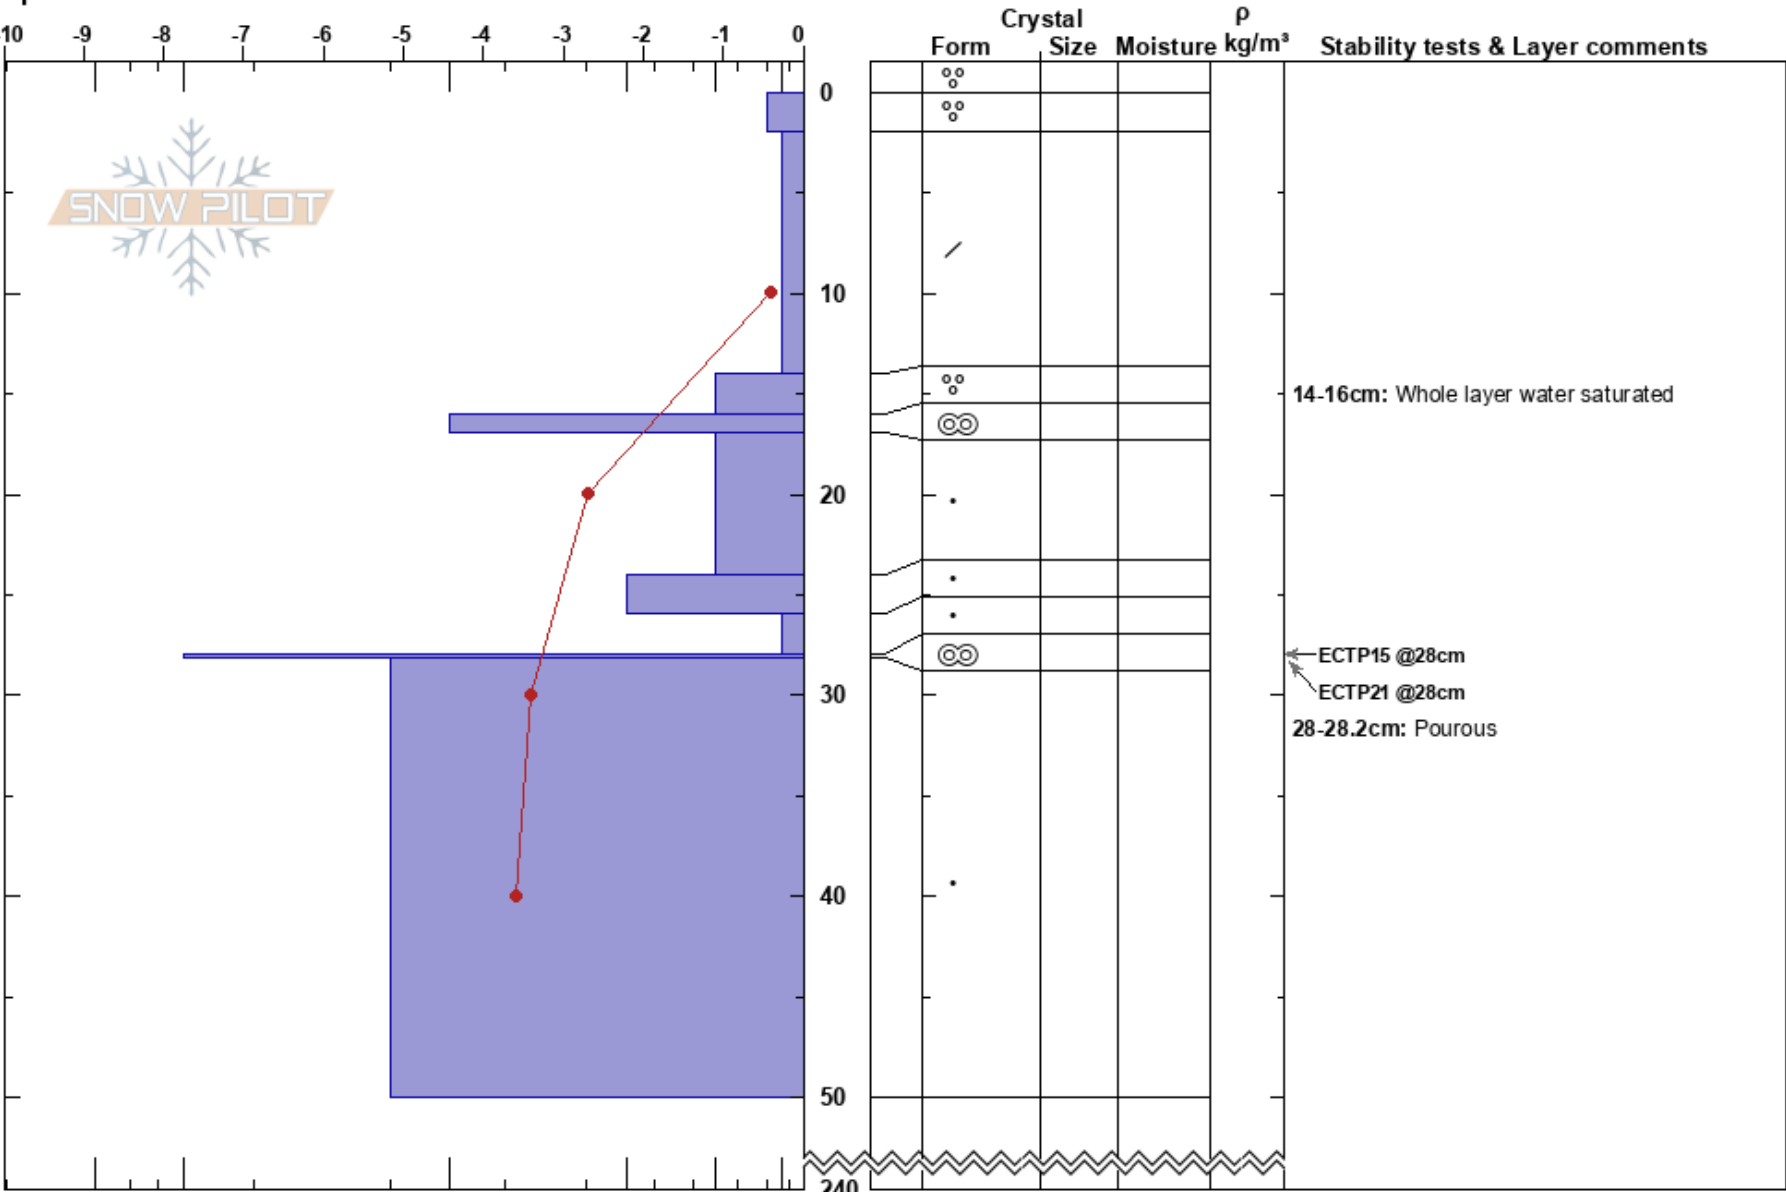 Crystal ρ
-10 -9 -8 -7 -6 -5 -4 -3 -2 -1 0
Form Size Moisture kg/m³ Stability tests & Layer comments
0
SNOW PILOT
10
14-16cm: Whole layer water saturated
20
ECTP15 @28cm
30
ECTP21 @28cm
28-28.2cm: Pourous
40
50
240